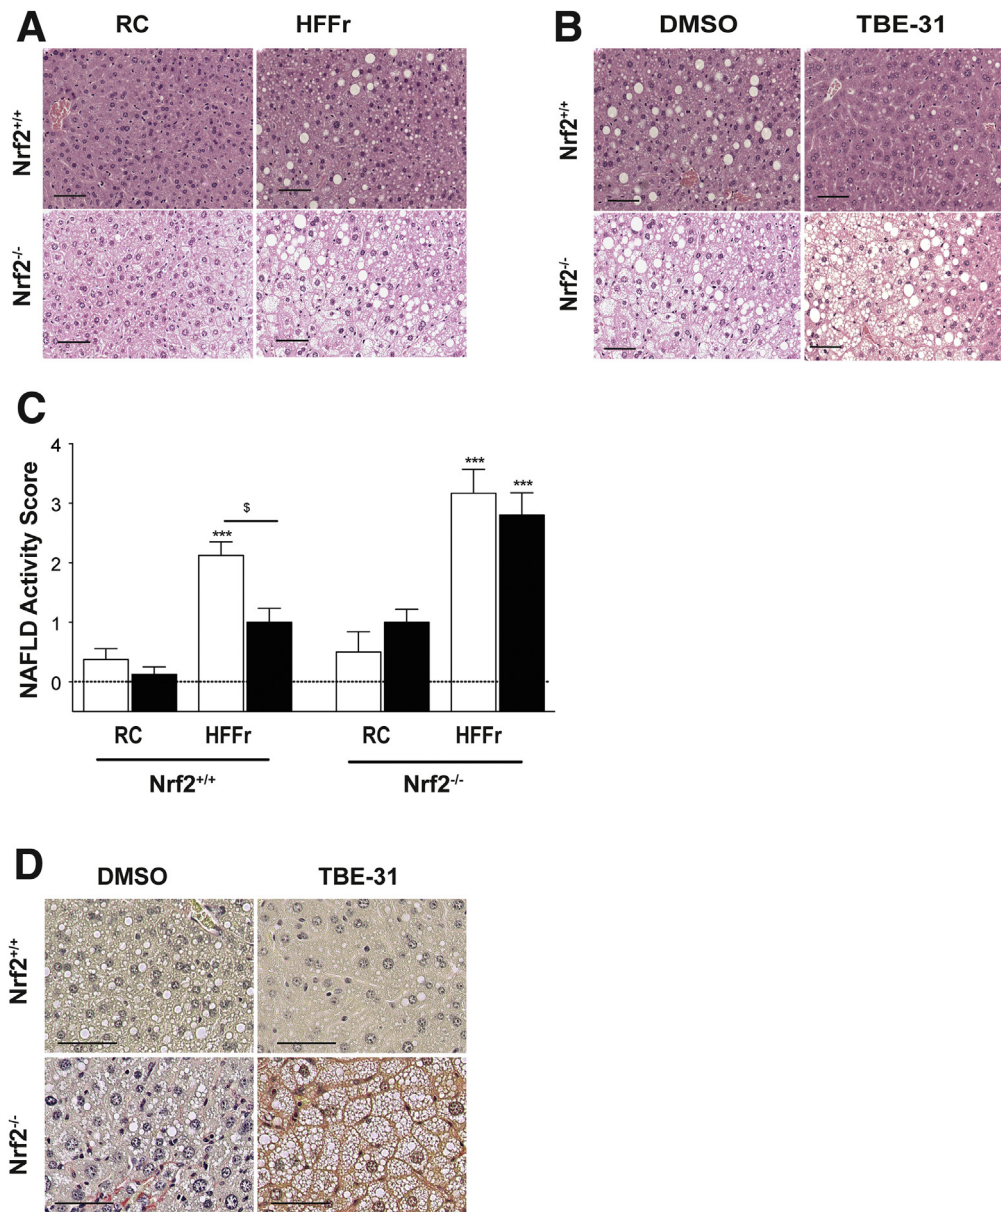 A
RC
HFFr
Nrf2+/+
Nrf2-/-
B
DMSO
TBE-31
Nrf2+/+
Nrf2-/-
C
NAFLD Activity Score
4
3
2
1
0
***
$
***
***
RC
HFFr
RC
HFFr
Nrf2+/+
Nrf2-/-
D
DMSO
TBE-31
Nrf2+/+
Nrf2-/-